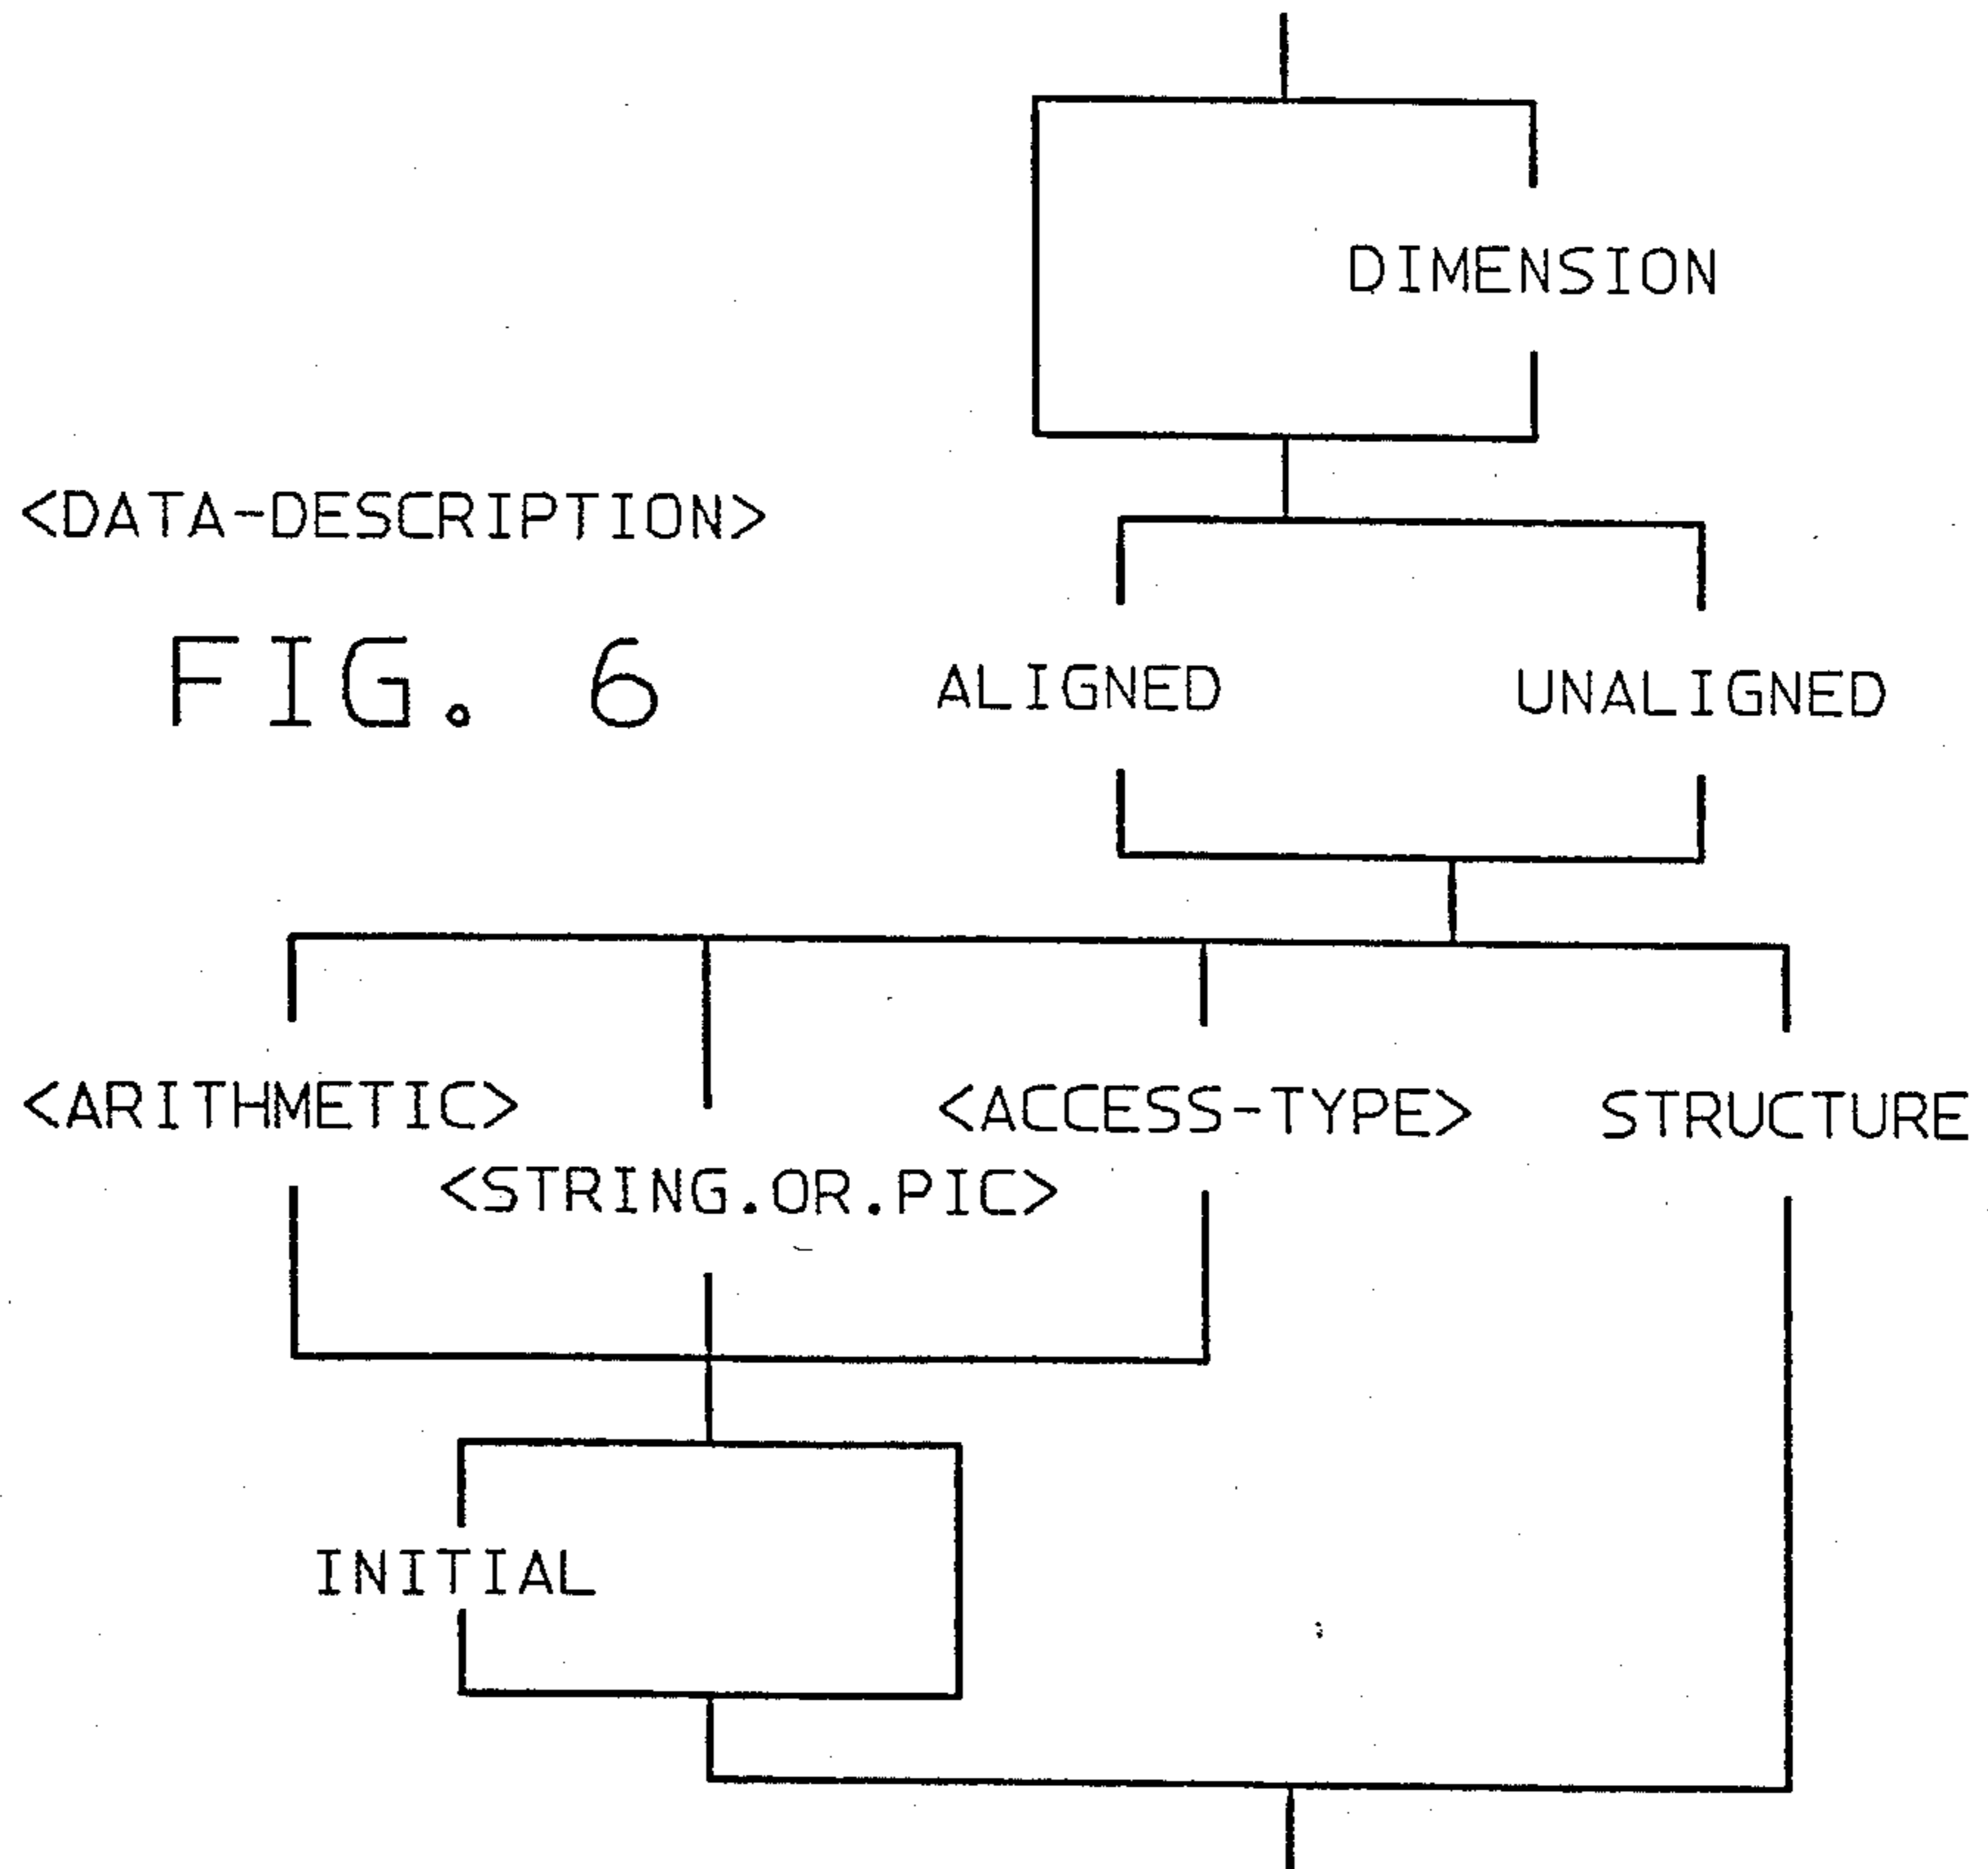 DIMENSION
<DATA-DESCRIPTION>
FIG. 6
ALIGNED UNALIGNED
<ARITHMETIC> <ACCESS-TYPE> STRUCTURE
<STRING.OR.PIC>
INITIAL